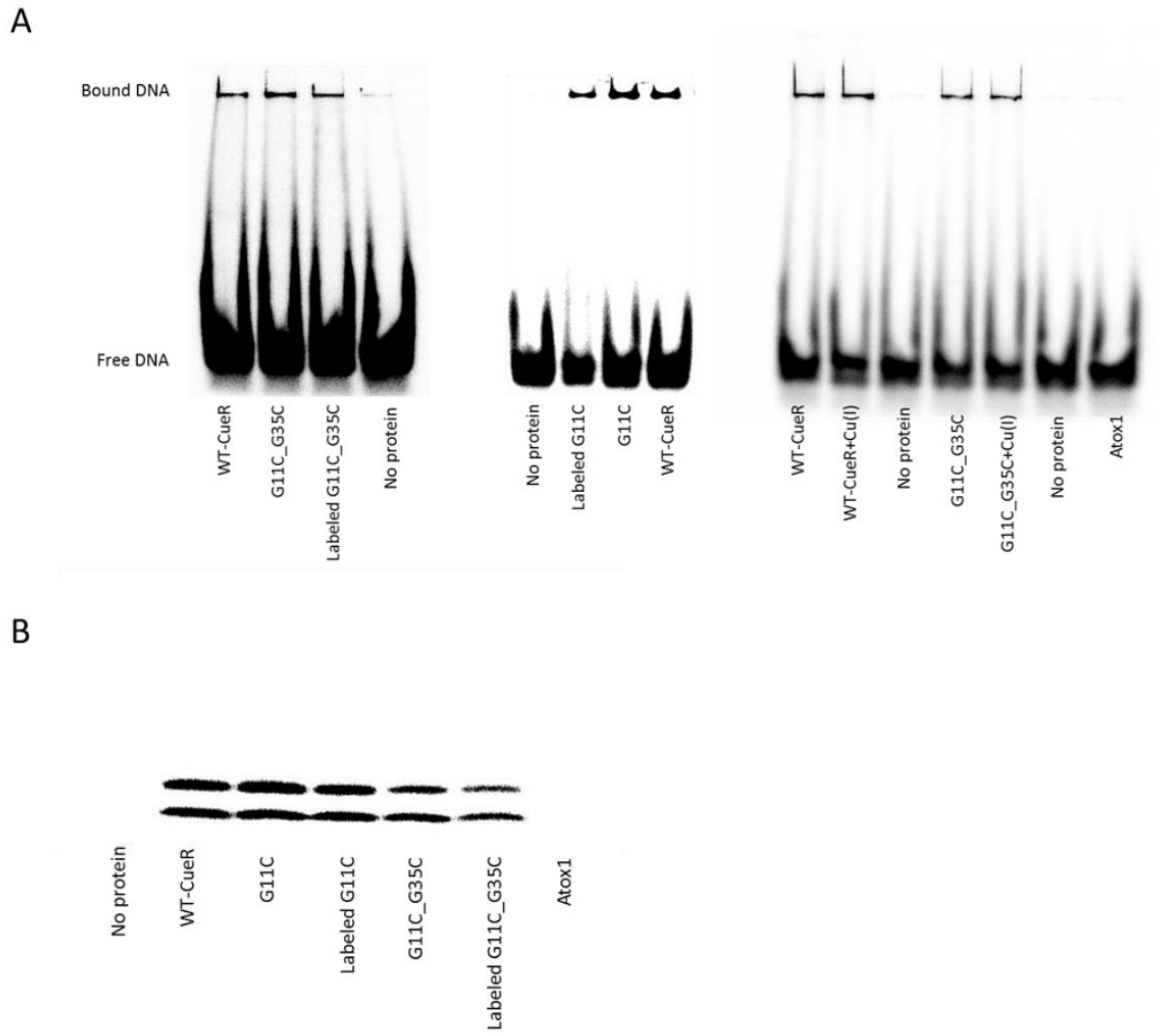 A
Bound DNA
Free DNA
WT-CueR
G11C_G35C
Labeled G11C_G35C
No protein
No protein
Labeled G11C
G11C
WT-CueR
WT-CueR
WT-CueR+Cu(I)
No protein
G11C_G35C
G11C_G35C+Cu(I)
No protein
Atox1
B
No protein
WT-CueR
G11C
Labeled G11C
G11C_G35C
Labeled G11C_G35C
Atox1